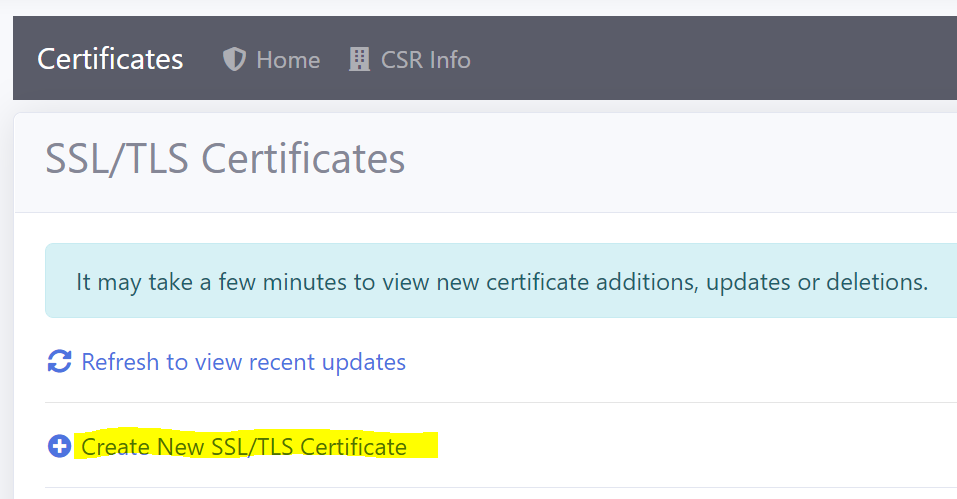 Certificates Home CSR Info
SSL/TLS Certificates
It may take a few minutes to view new certificate additions, updates or deletions.
Refresh to view recent updates
Create New SSL/TLS Certificate